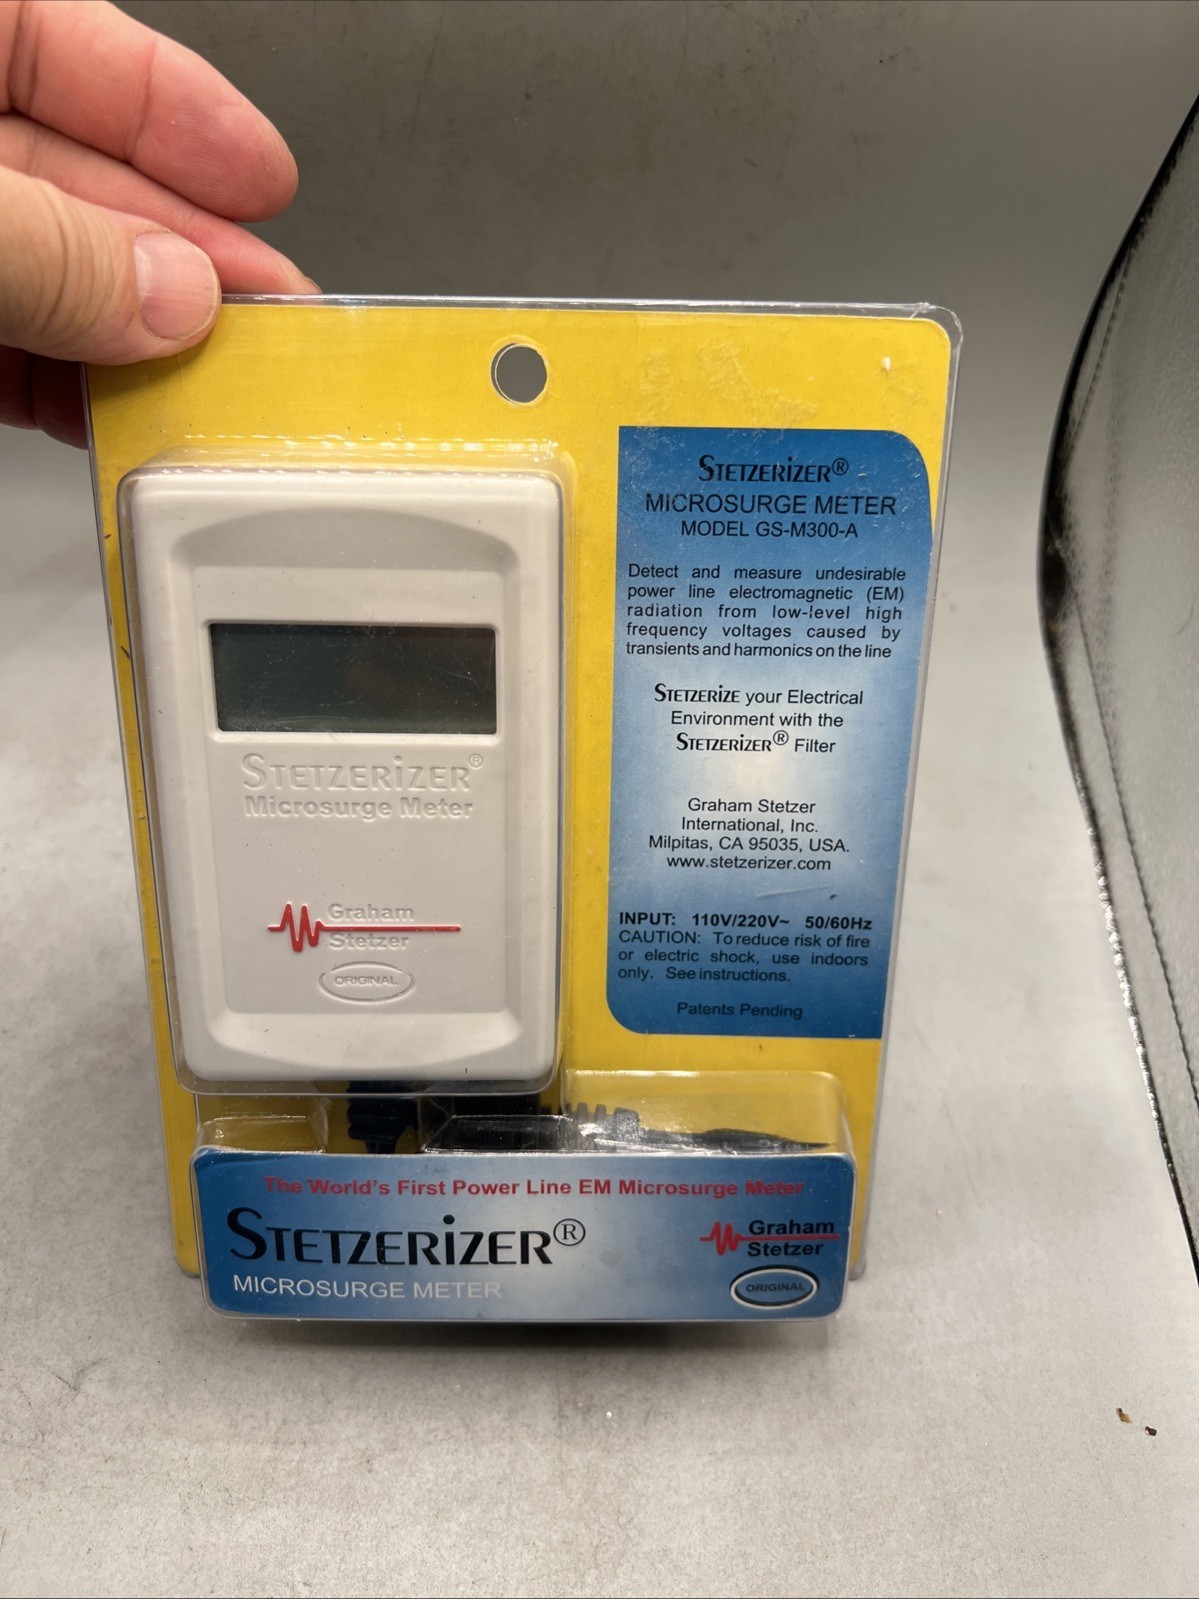 STETZERiZER®
MICROSURGE METER
MODEL GS-M300-A
Detect and measure undesirable
power line electromagnetic (EM)
radiation from low-level high
frequency voltages caused by
transients and harmonics on the line
STETZERiZE your Electrical
Environment with the
STETZERiZER® Filter
Graham Stetzer
International, Inc.
Milpitas, CA 95035, USA.
www.stetzerizer.com
INPUT: 110V/220V~ 50/60Hz
CAUTION: To reduce risk of fire
or electric shock, use indoors
only. See instructions.
Patents Pending
STETZERiZER®
Microsurge Meter
Graham
Stetzer
ORIGINAL
The World's First Power Line EM Microsurge Meter
STETZERiZER®
MICROSURGE METER
Graham
Stetzer
ORIGINAL